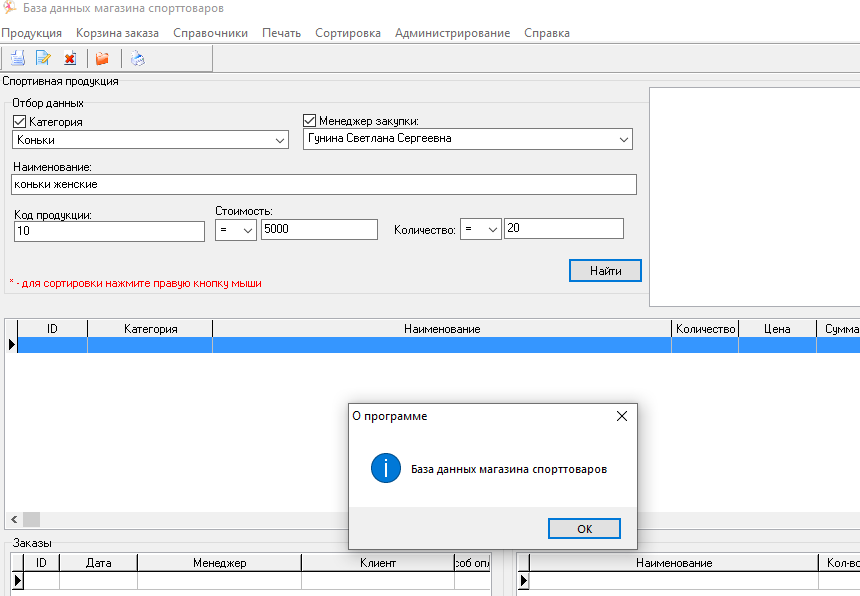 База данных магазина спорттоваров
Продукция Корзина заказа Справочники Печать Сортировка Администрирование Справка
Спортивная продукция
Отбор данных
Категория
Менеджер закупки:
Коньки
Гунина Светлана Сергеевна
Наименование:
коньки женские
Код продукции:
Стоимость:
10
= 5000
Количество: = 20
Найти
* - для сортировки нажмите правую кнопку мыши
ID Категория Наименование Количество Цена Сумма
О программе
База данных магазина спорттоваров
OK
Заказы
ID Дата Менеджер Клиент соб опл
Наименование Кол-во